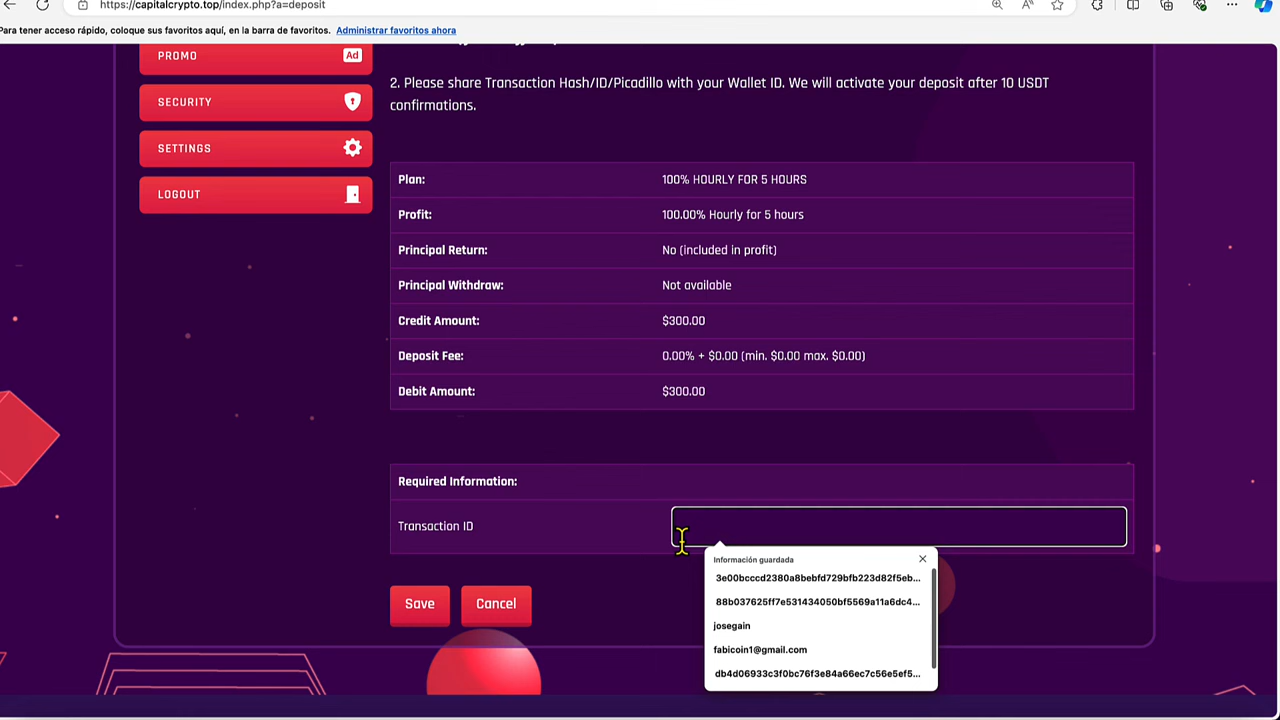 https://capitalcrypto.top/index.php?a=deposit
Para tener acceso rápido, coloque sus favoritos aquí, en la barra de favoritos. Administrar favoritos ahora
PROMO
Ad
SECURITY
SETTINGS
LOGOUT
2. Please share Transaction Hash/ID/Picadillo with your Wallet ID. We will activate your deposit after 10 USDT
confirmations.
Plan: 100% HOURLY FOR 5 HOURS
Profit: 100.00% Hourly for 5 hours
Principal Return: No (included in profit)
Principal Withdraw: Not available
Credit Amount: $300.00
Deposit Fee: 0.00% + $0.00 (min. $0.00 max. $0.00)
Debit Amount: $300.00
Required Information:
Transaction ID
Información guardada
3e00bcccd2380a8bebfd729bfb223d82f5eb...
88b037625ff7e531434050bf5569a11a6dc4...
josegain
fabicoin1@gmail.com
db4d06933c3f0bc76f3e84a66ec7c56e5ef5...
Save
Cancel